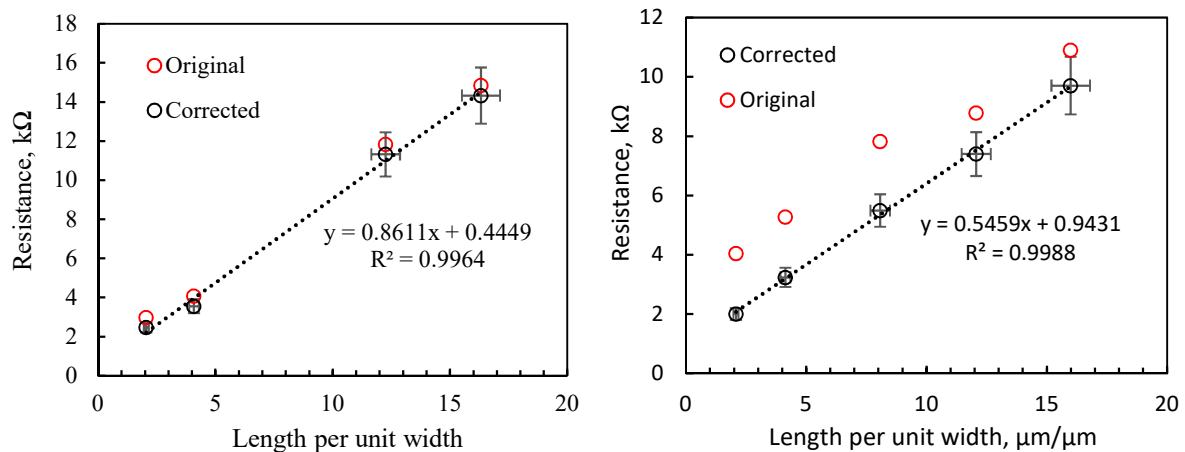 18
16
14
12
10
8
6
4
2
0
Resistance, kΩ
Original
Corrected
y = 0.8611x + 0.4449
R² = 0.9964
0 5 10 15 20
Length per unit width
12
10
8
6
4
2
0
Resistance, kΩ
Corrected
Original
y = 0.5459x + 0.9431
R² = 0.9988
0 5 10 15 20
Length per unit width, µm/µm